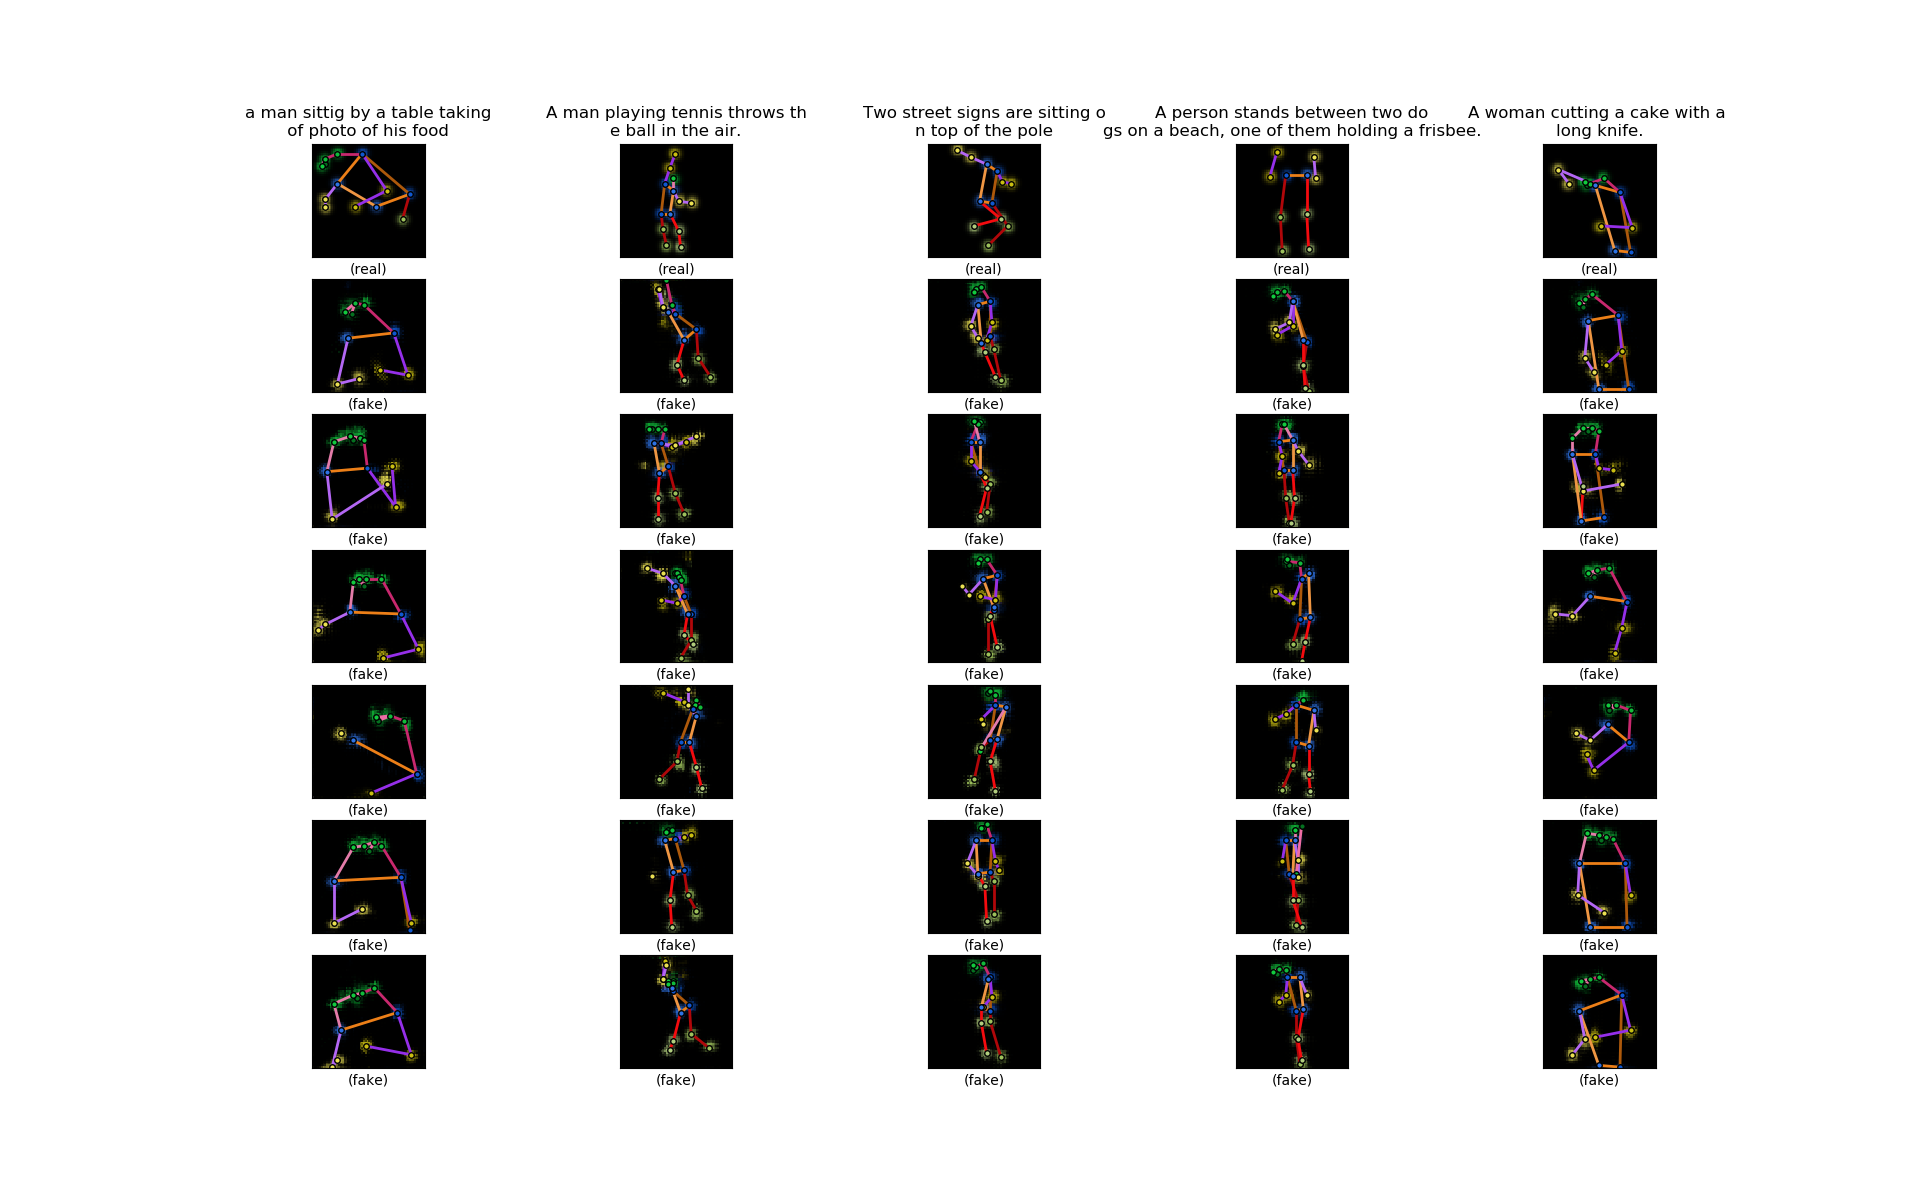 a man sittig by a table taking
of photo of his food
A man playing tennis throws th
e ball in the air.
Two street signs are sitting o
n top of the pole
A person stands between two do
gs on a beach, one of them holding a frisbee.
A woman cutting a cake with a
long knife.
(real) (real) (real) (real) (real)
(fake) (fake) (fake) (fake) (fake)
(fake) (fake) (fake) (fake) (fake)
(fake) (fake) (fake) (fake) (fake)
(fake) (fake) (fake) (fake) (fake)
(fake) (fake) (fake) (fake) (fake)
(fake) (fake) (fake) (fake) (fake)